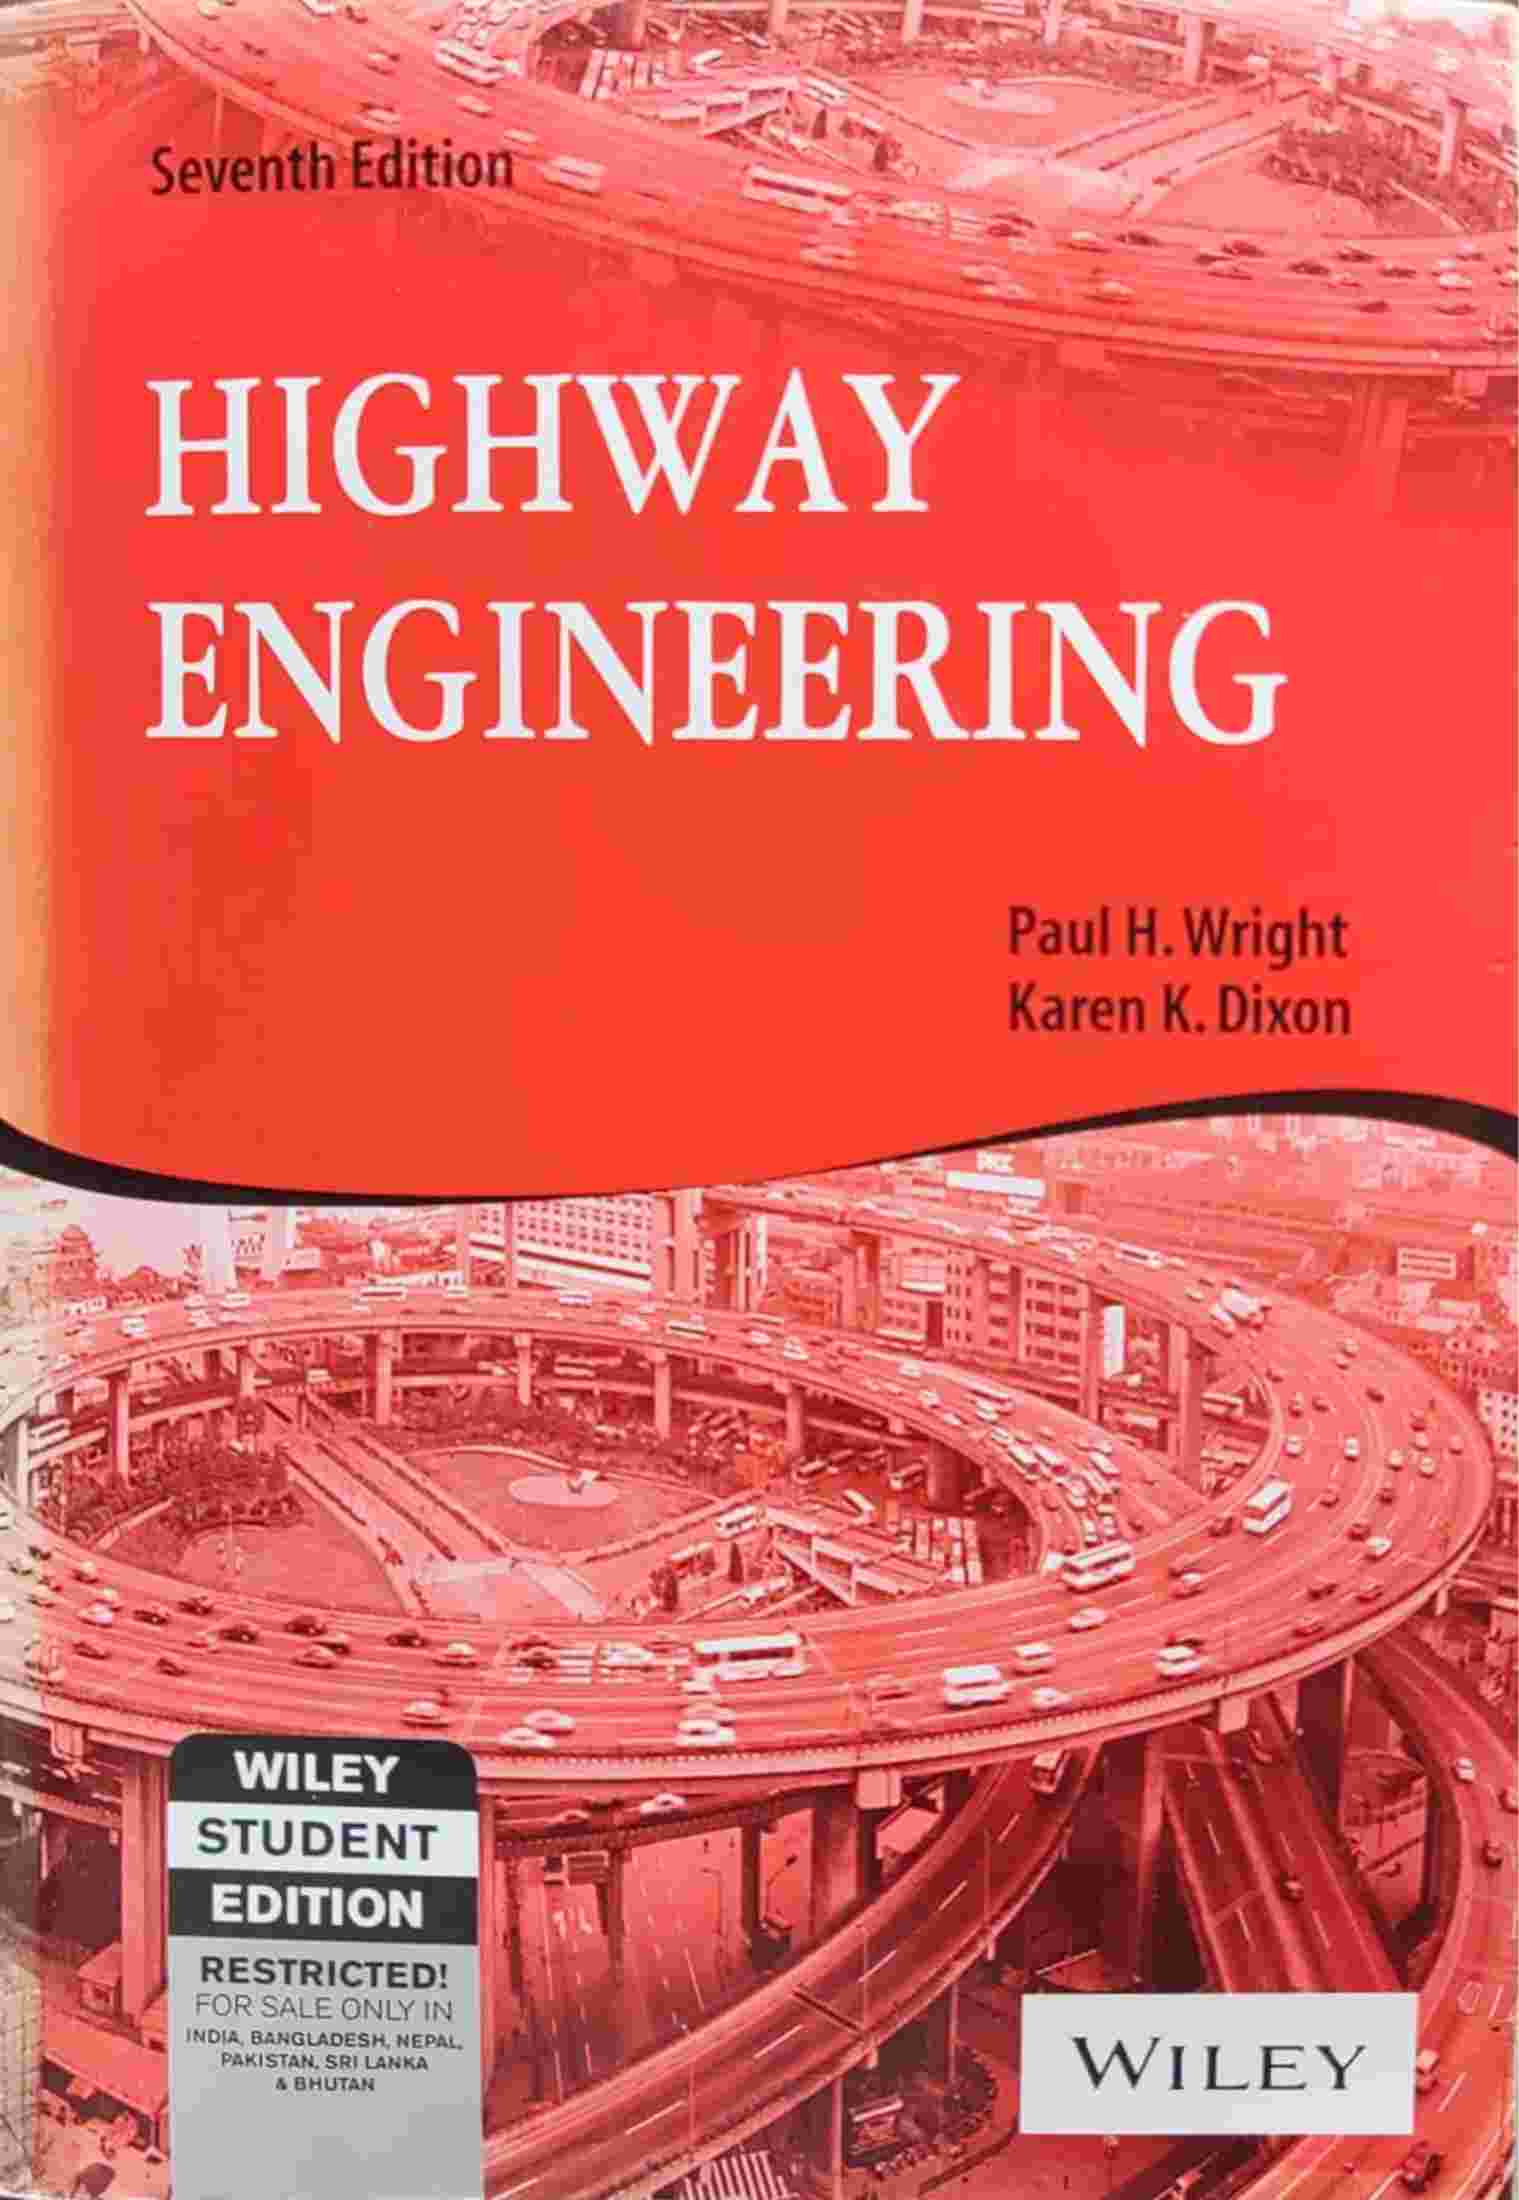 Seventh Edition
HIGHWAY
ENGINEERING
Paul H. Wright
Karen K. Dixon
WILEY
STUDENT
EDITION
RESTRICTED!
FOR SALE ONLY IN
INDIA, BANGLADESH, NEPAL,
PAKISTAN, SRI LANKA
& BHUTAN
WILEY